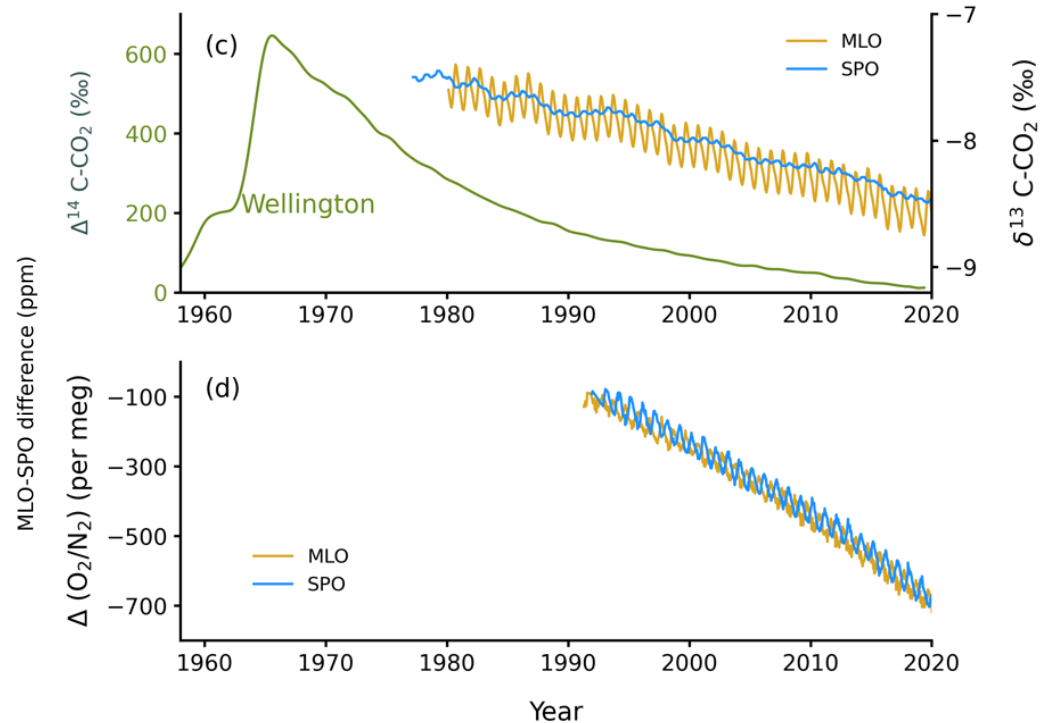 (c)
MLO
SPO
Wellington
600
400
200
0
Δ¹⁴ C-CO₂ (‰)
−7
−8
−9
δ¹³ C-CO₂ (‰)
1960 1970 1980 1990 2000 2010 2020
MLO-SPO difference (ppm)
(d)
−100
−300
−500
−700
Δ (O₂/N₂) (per meg)
MLO
SPO
1960 1970 1980 1990 2000 2010 2020
Year